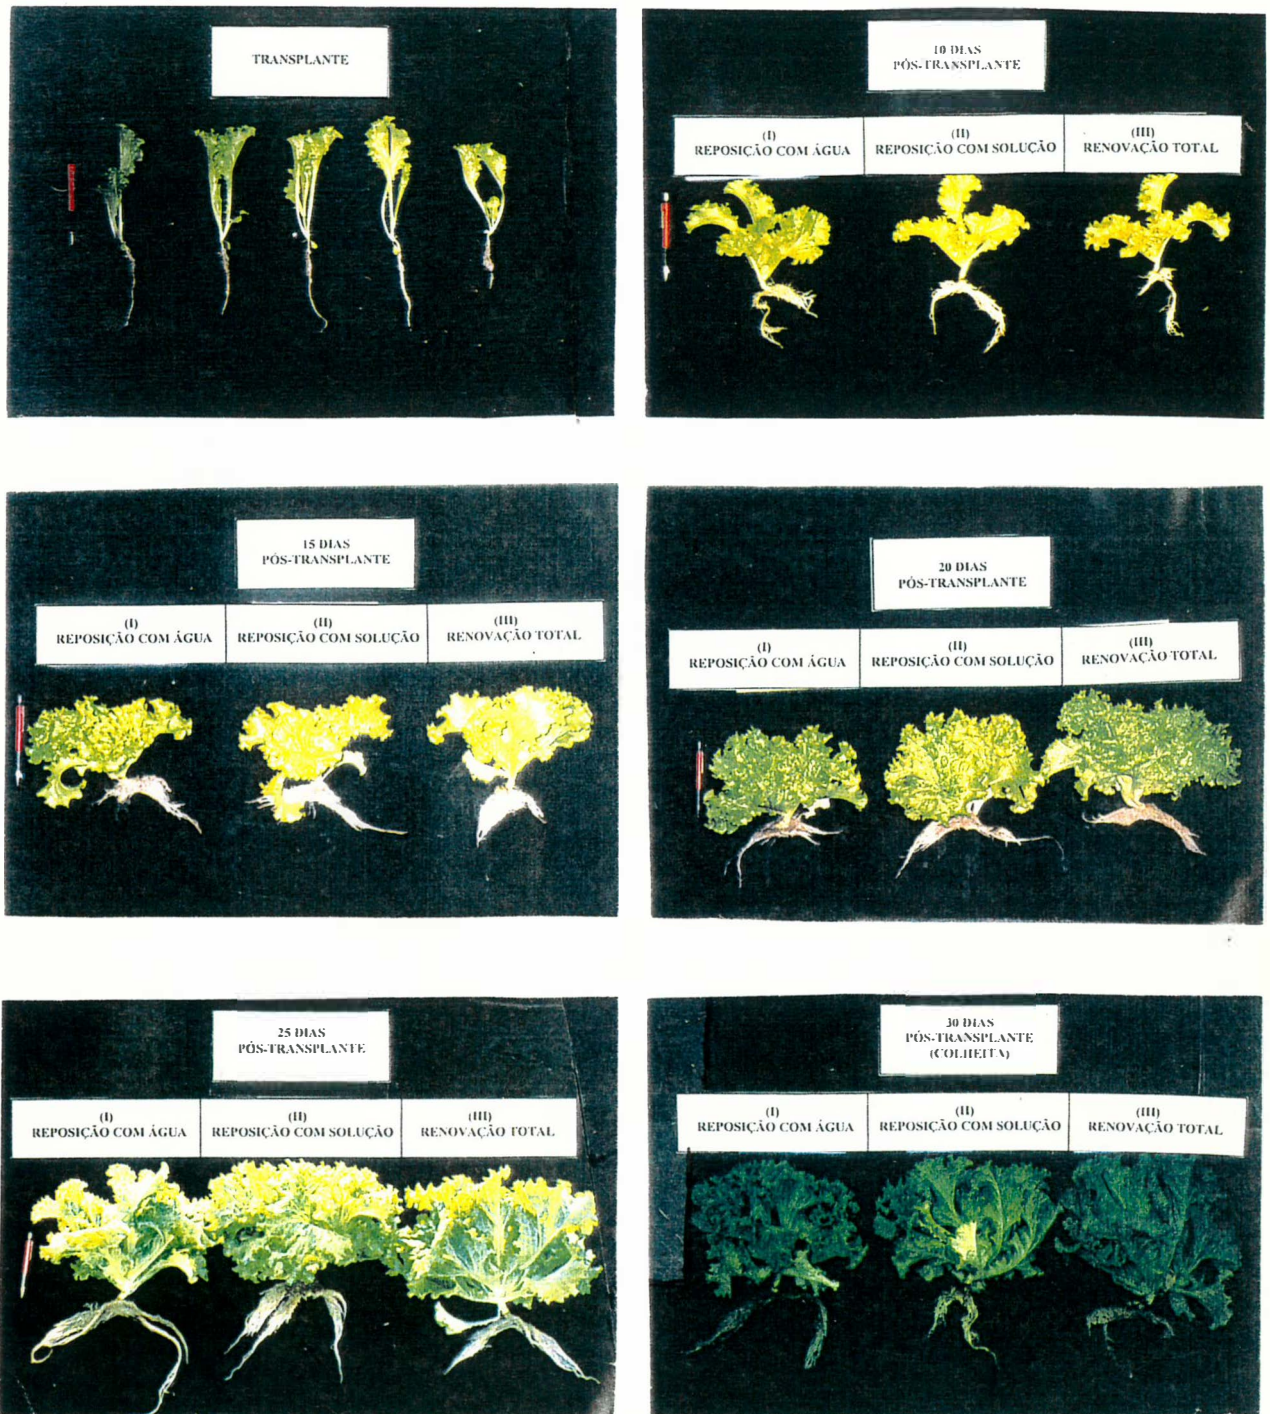 TRANSPLANTE
10 DIAS
PÓS-TRANSPLANTE
(I)
REPOSIÇÃO COM ÁGUA
(II)
REPOSIÇÃO COM SOLUÇÃO
(III)
RENOVAÇÃO TOTAL
15 DIAS
PÓS-TRANSPLANTE
(I)
REPOSIÇÃO COM ÁGUA
(II)
REPOSIÇÃO COM SOLUÇÃO
(III)
RENOVAÇÃO TOTAL
20 DIAS
PÓS-TRANSPLANTE
(I)
REPOSIÇÃO COM ÁGUA
(II)
REPOSIÇÃO COM SOLUÇÃO
(III)
RENOVAÇÃO TOTAL
25 DIAS
PÓS-TRANSPLANTE
(I)
REPOSIÇÃO COM ÁGUA
(II)
REPOSIÇÃO COM SOLUÇÃO
(III)
RENOVAÇÃO TOTAL
30 DIAS
PÓS-TRANSPLANTE
(COLHEITA)
(I)
REPOSIÇÃO COM ÁGUA
(II)
REPOSIÇÃO COM SOLUÇÃO
(III)
RENOVAÇÃO TOTAL